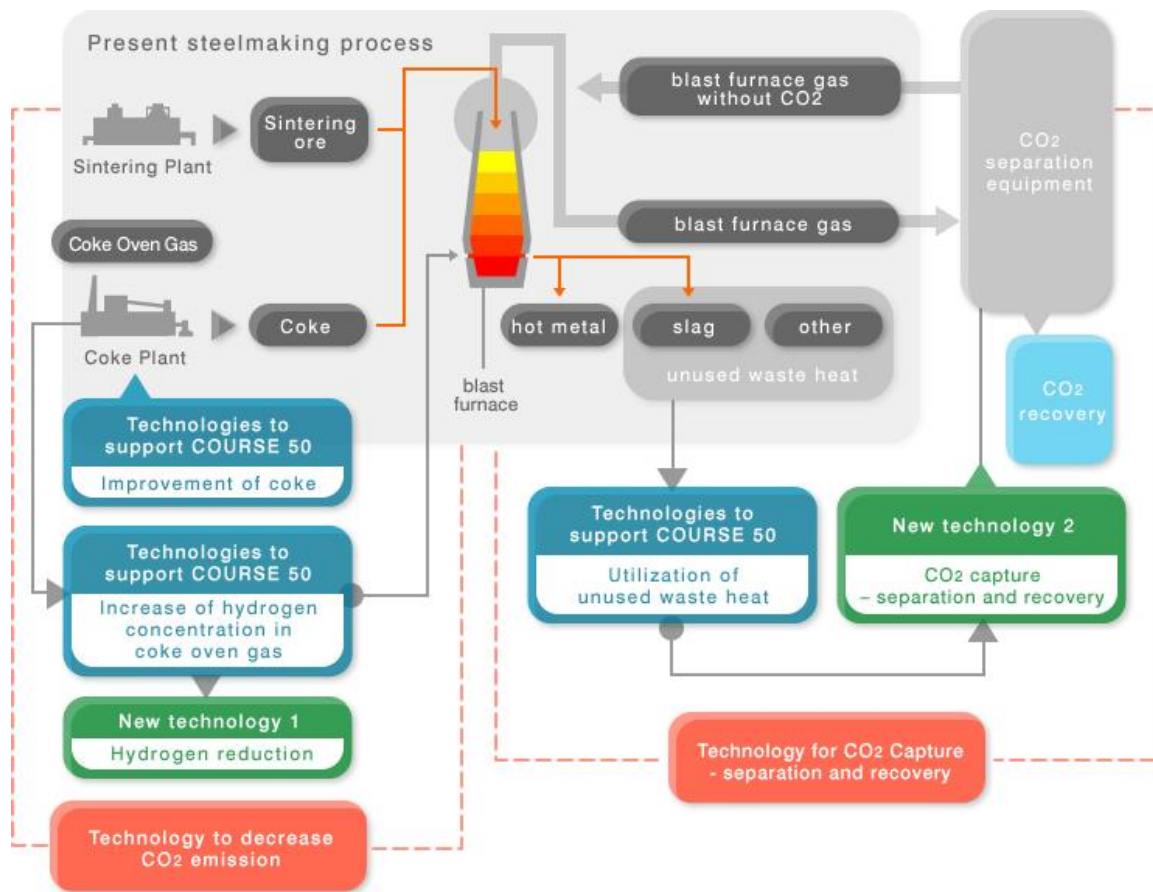 Present steelmaking process
Sintering Plant
Sintering
ore
Coke Oven Gas
Coke Plant
Coke
blast
furnace
hot metal
slag
other
unused waste heat
blast furnace gas
without CO2
blast furnace gas
CO2
separation
equipment
CO2
recovery
Technologies to
support COURSE 50
Improvement of coke
Technologies to
support COURSE 50
Increase of hydrogen
concentration in
coke oven gas
New technology 1
Hydrogen reduction
Technology to decrease
CO2 emission
Technologies to
support COURSE 50
Utilization of
unused waste heat
New technology 2
CO2 capture
– separation and recovery
Technology for CO2 Capture
- separation and recovery